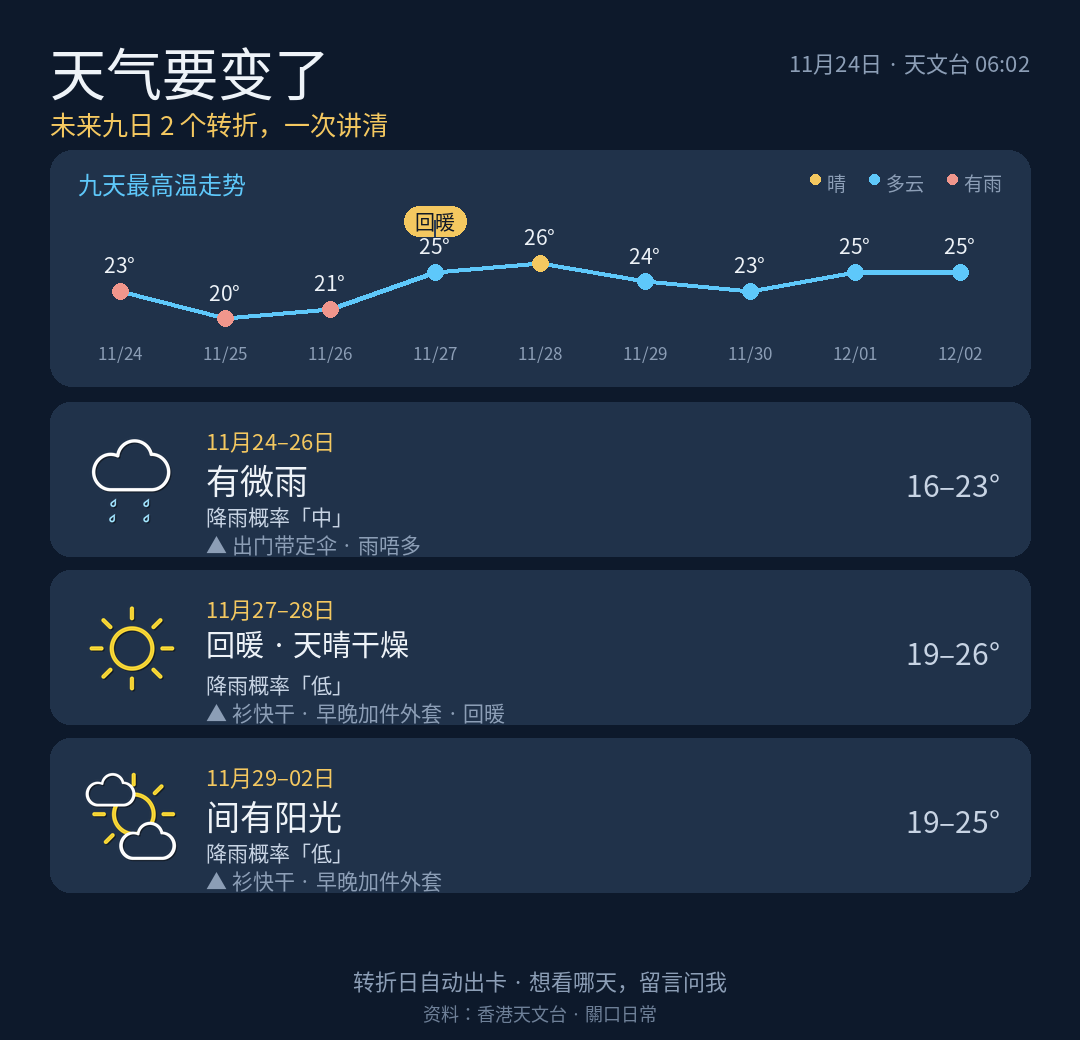 天气要变了
11月24日 · 天文台 06:02
未来九日 2 个转折，一次讲清
九天最高温走势
晴 多云 有雨
回暖
23° 20° 21° 25° 26° 24° 23° 25° 25°
11/24 11/25 11/26 11/27 11/28 11/29 11/30 12/01 12/02
11月24–26日
有微雨
16–23°
降雨概率「中」
▲ 出门带定伞 · 雨唔多
11月27–28日
回暖 · 天晴干燥
19–26°
降雨概率「低」
▲ 衫快干 · 早晚加件外套 · 回暖
11月29–02日
间有阳光
19–25°
降雨概率「低」
▲ 衫快干 · 早晚加件外套
转折日自动出卡 · 想看哪天，留言问我
资料：香港天文台 · 關口日常